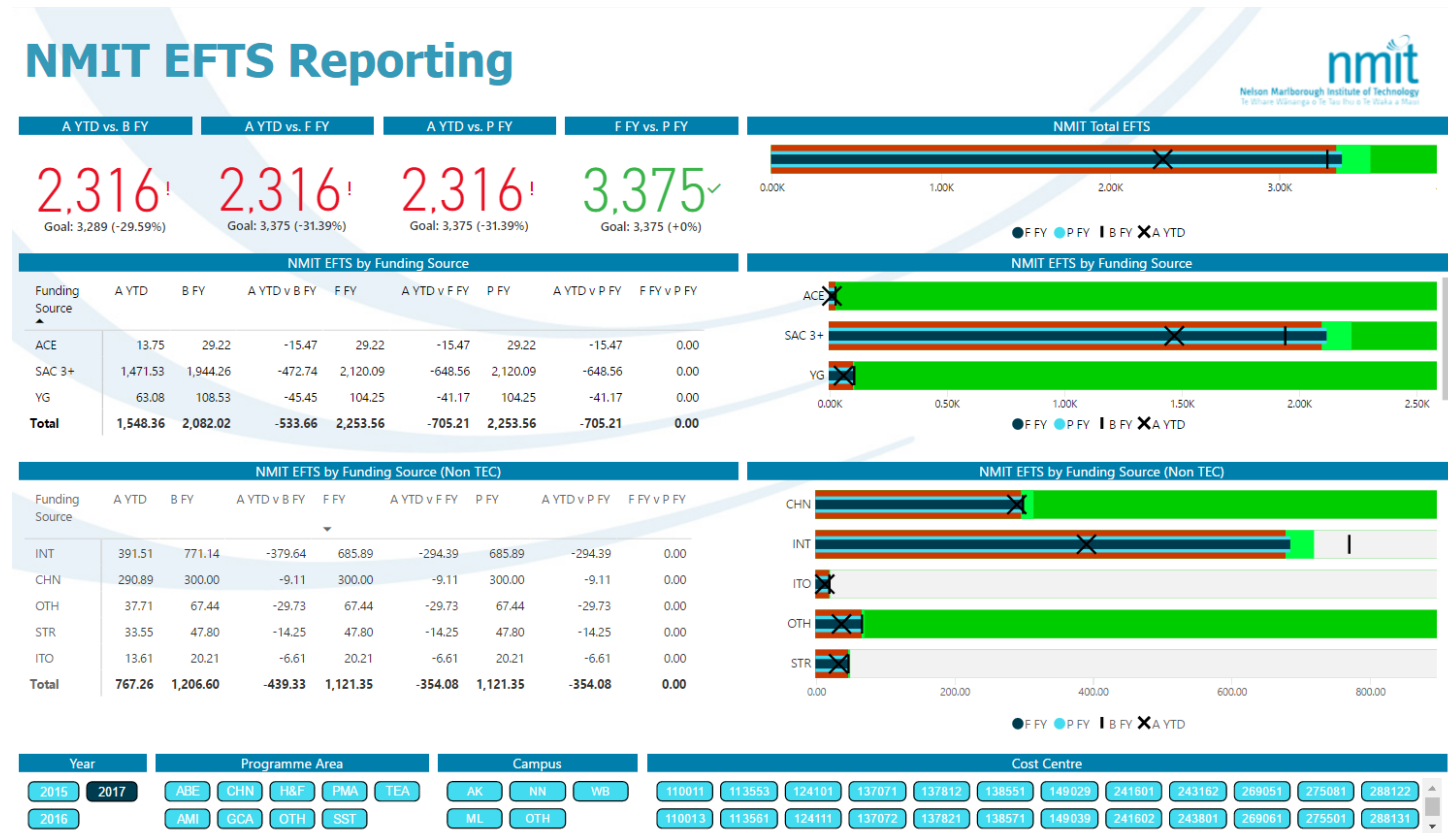 NMIT EFTS Reporting
nmit
Nelson Marlborough Institute of Technology
A YTD vs. B FY A YTD vs. F FY A YTD vs. P FY F FY vs. P FY
2,316! 2,316! 2,316! 3,375✓
Goal: 3,289 (-29.59%) Goal: 3,375 (-31.39%) Goal: 3,375 (-31.39%) Goal: 3,375 (+0%)
NMIT Total EFTS
0.00K 1.00K 2.00K 3.00K
F FY P FY B FY A YTD
NMIT EFTS by Funding Source
Funding Source A YTD B FY A YTD v B FY F FY A YTD v F FY P FY A YTD v P FY F FY v P FY
ACE 13.75 29.22 -15.47 29.22 -15.47 29.22 -15.47 0.00
SAC 3+ 1,471.53 1,944.26 -472.74 2,120.09 -648.56 2,120.09 -648.56 0.00
YG 63.08 108.53 -45.45 104.25 -41.17 104.25 -41.17 0.00
Total 1,548.36 2,082.02 -533.66 2,253.56 -705.21 2,253.56 -705.21 0.00
NMIT EFTS by Funding Source
ACE
SAC 3+
YG
0.00K 0.50K 1.00K 1.50K 2.00K 2.50K
F FY P FY B FY A YTD
NMIT EFTS by Funding Source (Non TEC)
Funding Source A YTD B FY A YTD v B FY F FY A YTD v F FY P FY A YTD v P FY F FY v P FY
INT 391.51 771.14 -379.64 685.89 -294.39 685.89 -294.39 0.00
CHN 290.89 300.00 -9.11 300.00 -9.11 300.00 -9.11 0.00
OTH 37.71 67.44 -29.73 67.44 -29.73 67.44 -29.73 0.00
STR 33.55 47.80 -14.25 47.80 -14.25 47.80 -14.25 0.00
ITO 13.61 20.21 -6.61 20.21 -6.61 20.21 -6.61 0.00
Total 767.26 1,206.60 -439.33 1,121.35 -354.08 1,121.35 -354.08 0.00
NMIT EFTS by Funding Source (Non TEC)
CHN
INT
ITO
OTH
STR
0.00 200.00 400.00 600.00 800.00
F FY P FY B FY A YTD
Year Programme Area Campus Cost Centre
2015 2017 ABE CHN H&F PMA TEA AK NN WB 110011 113553 124101 137071 137812 138551 149029 241601 243162 269051 275081 288122
2016 AMI GCA OTH SST ML OTH 110013 113561 124111 137072 137821 138571 149039 241602 243801 269061 275501 288131